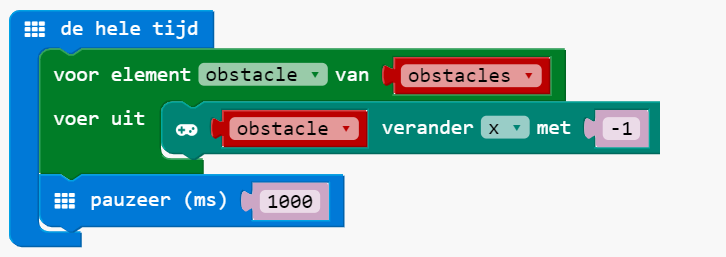 de hele tijd
voor element obstacle van obstacles
voer uit obstacle verander x met -1
pauzeer (ms) 1000